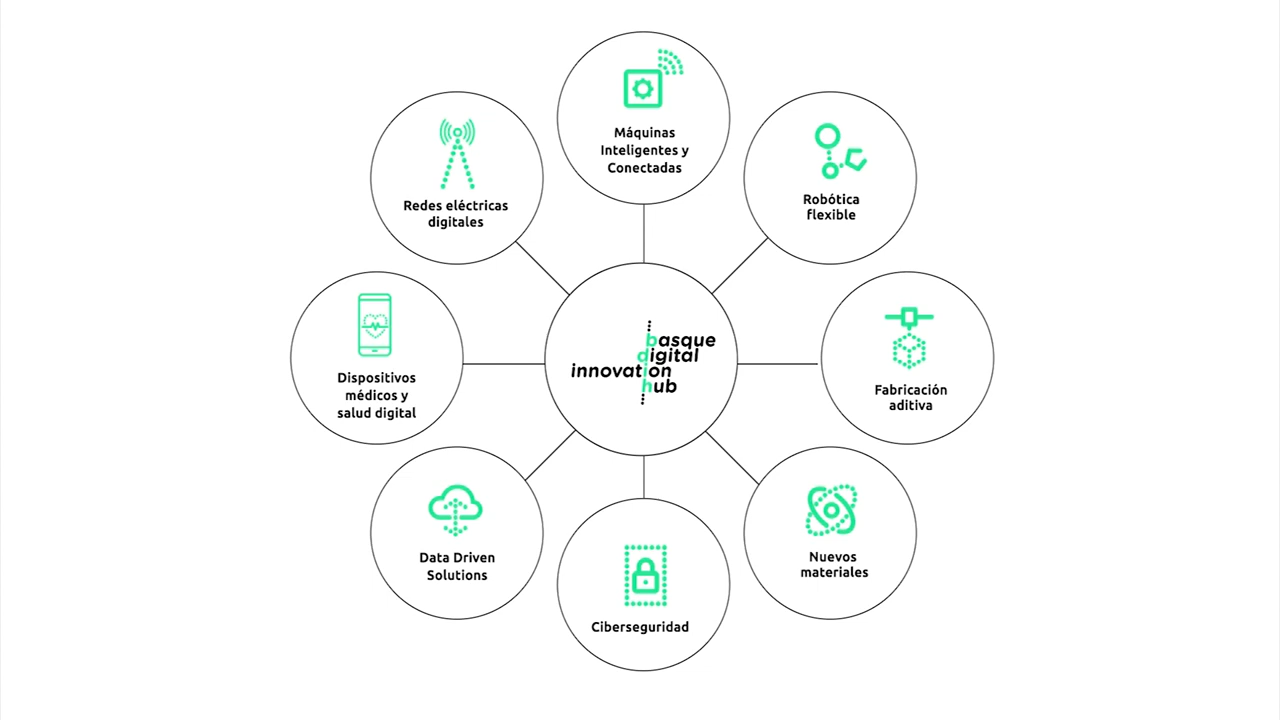 Máquinas
Inteligentes y
Conectadas
Robótica
flexible
Fabricación
aditiva
Nuevos
materiales
Ciberseguridad
Data Driven
Solutions
Dispositivos
médicos y
salud digital
Redes eléctricas
digitales
basque
digital
innovation
hub